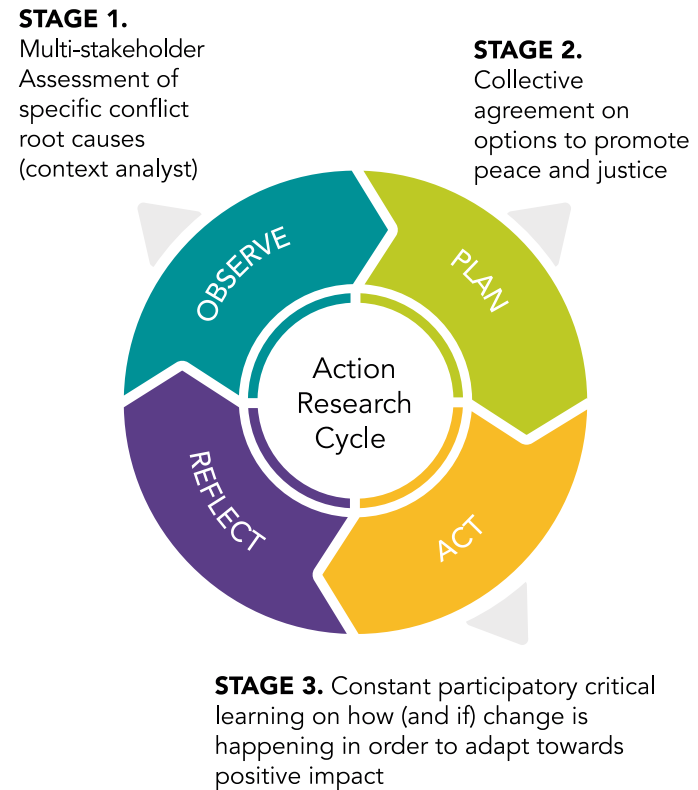 STAGE 1.
Multi-stakeholder
Assessment of
specific conflict
root causes
(context analyst)
STAGE 2.
Collective
agreement on
options to promote
peace and justice
OBSERVE
PLAN
Action
Research
Cycle
REFLECT
ACT
STAGE 3. Constant participatory critical
learning on how (and if) change is
happening in order to adapt towards
positive impact